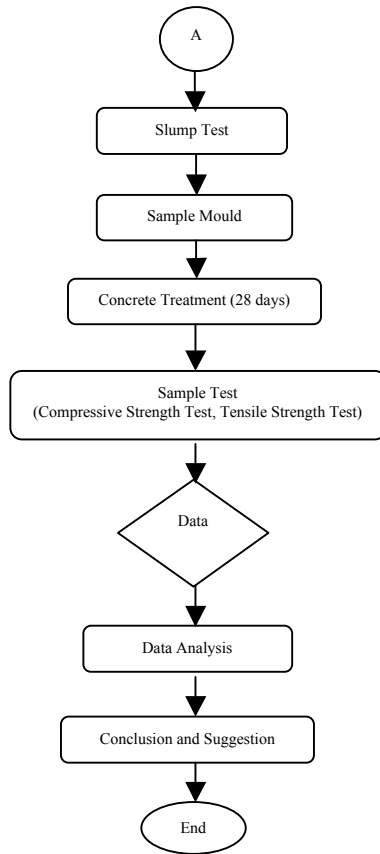 A
Slump Test
Sample Mould
Concrete Treatment (28 days)
Sample Test
(Compressive Strength Test, Tensile Strength Test)
Data
Data Analysis
Conclusion and Suggestion
End